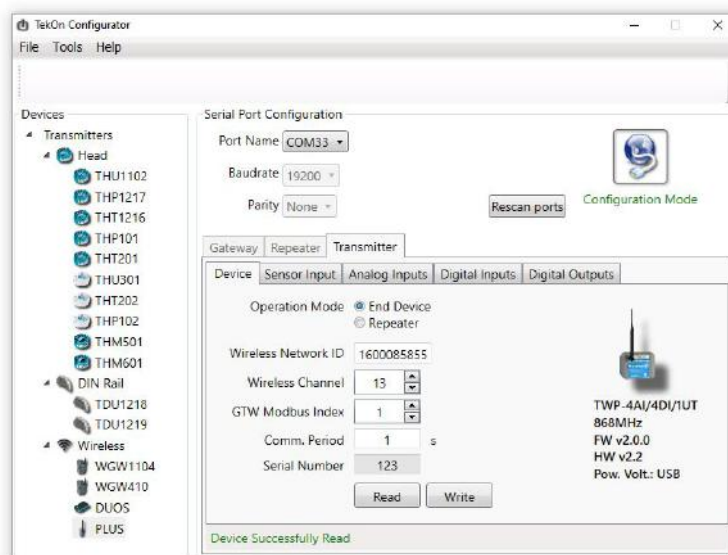 TekOn Configurator
File Tools Help
Devices
Transmitters
Head
THU1102
THP1217
THT1216
THP101
THT201
THU301
THT202
THP102
THM501
THM601
DIN Rail
TDU1218
TDU1219
Wireless
WGW1104
WGW410
DUOS
PLUS
Serial Port Configuration
Port Name COM33
Baudrate 19200
Parity None
Rescan ports
Configuration Mode
Gateway Repeater Transmitter
Device Sensor Input Analog Inputs Digital Inputs Digital Outputs
Operation Mode End Device
Repeater
Wireless Network ID 1600085855
Wireless Channel 13
GTW Modbus Index 1
Comm. Period 1 s
Serial Number 123
Read Write
TWP-4AI/4DI/1UT
868MHz
FW v2.0.0
HW v2.2
Pow. Volt.: USB
Device Successfully Read